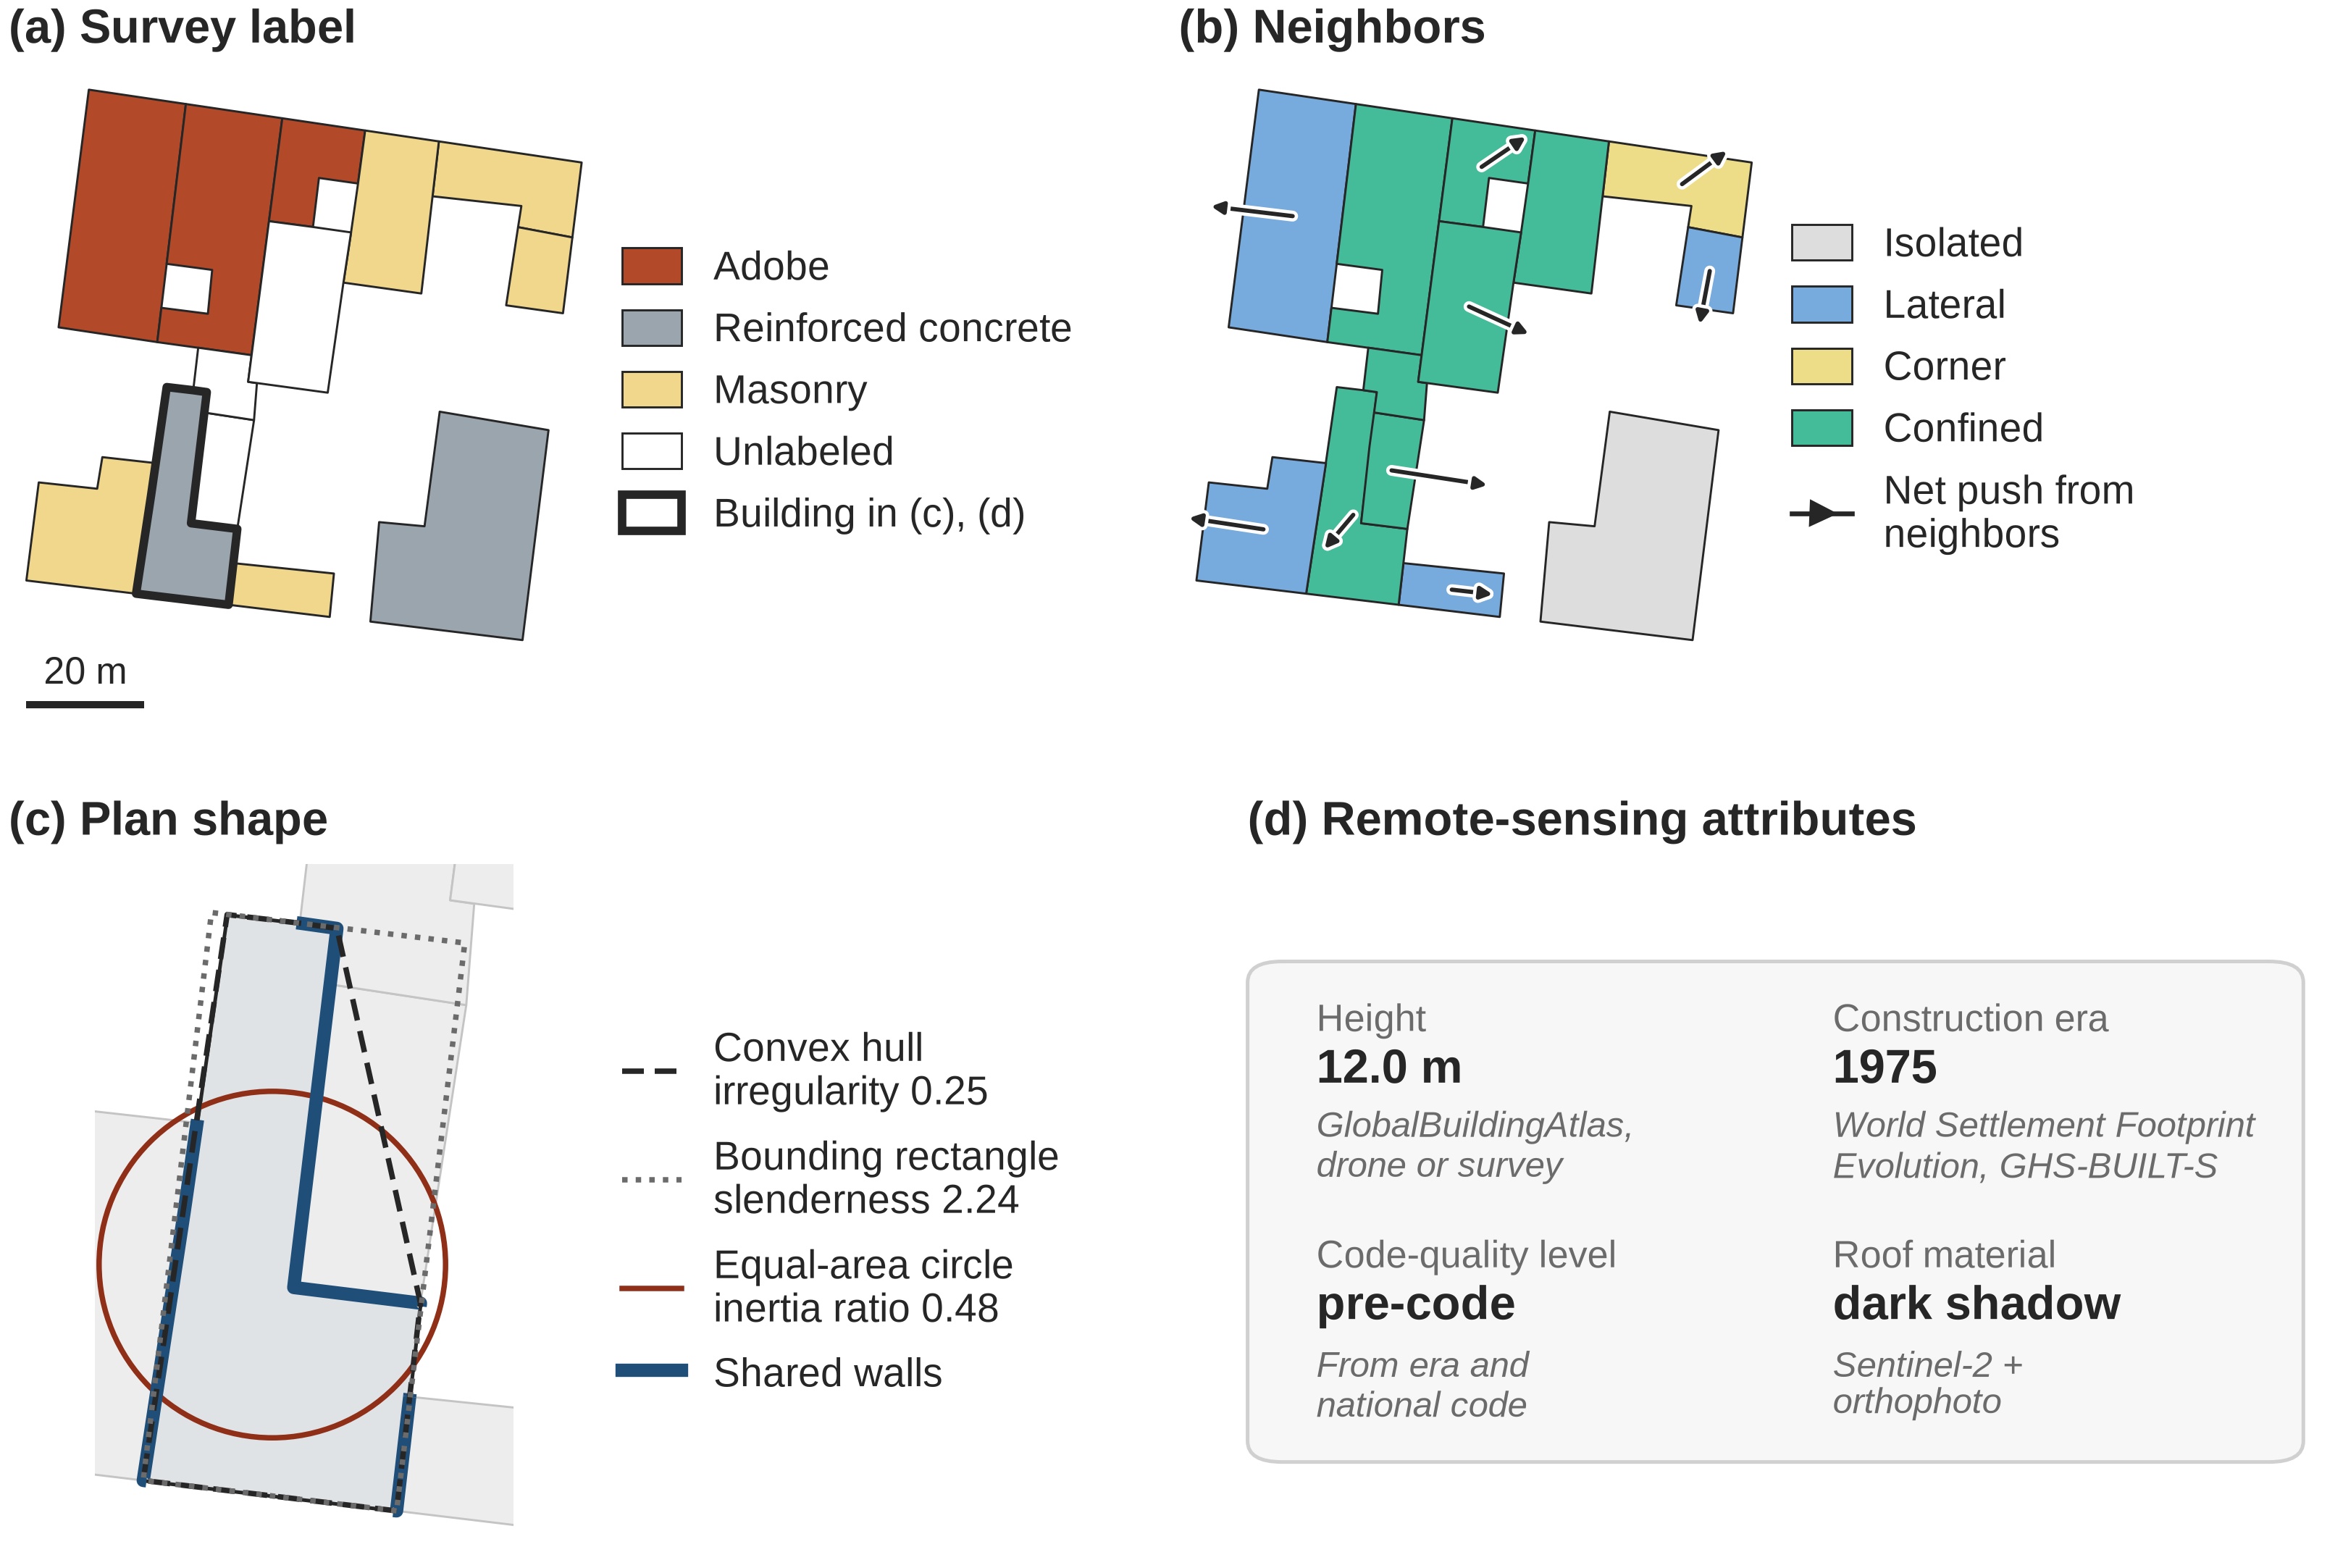 (a) Survey label
Adobe
Reinforced concrete
Masonry
Unlabeled
Building in (c), (d)
20 m
(b) Neighbors
Isolated
Lateral
Corner
Confined
Net push from
neighbors
(c) Plan shape
Convex hull
irregularity 0.25
Bounding rectangle
slenderness 2.24
Equal-area circle
inertia ratio 0.48
Shared walls
(d) Remote-sensing attributes
Height
12.0 m
GlobalBuildingAtlas,
drone or survey
Construction era
1975
World Settlement Footprint
Evolution, GHS-BUILT-S
Code-quality level
pre-code
From era and
national code
Roof material
dark shadow
Sentinel-2 +
orthophoto